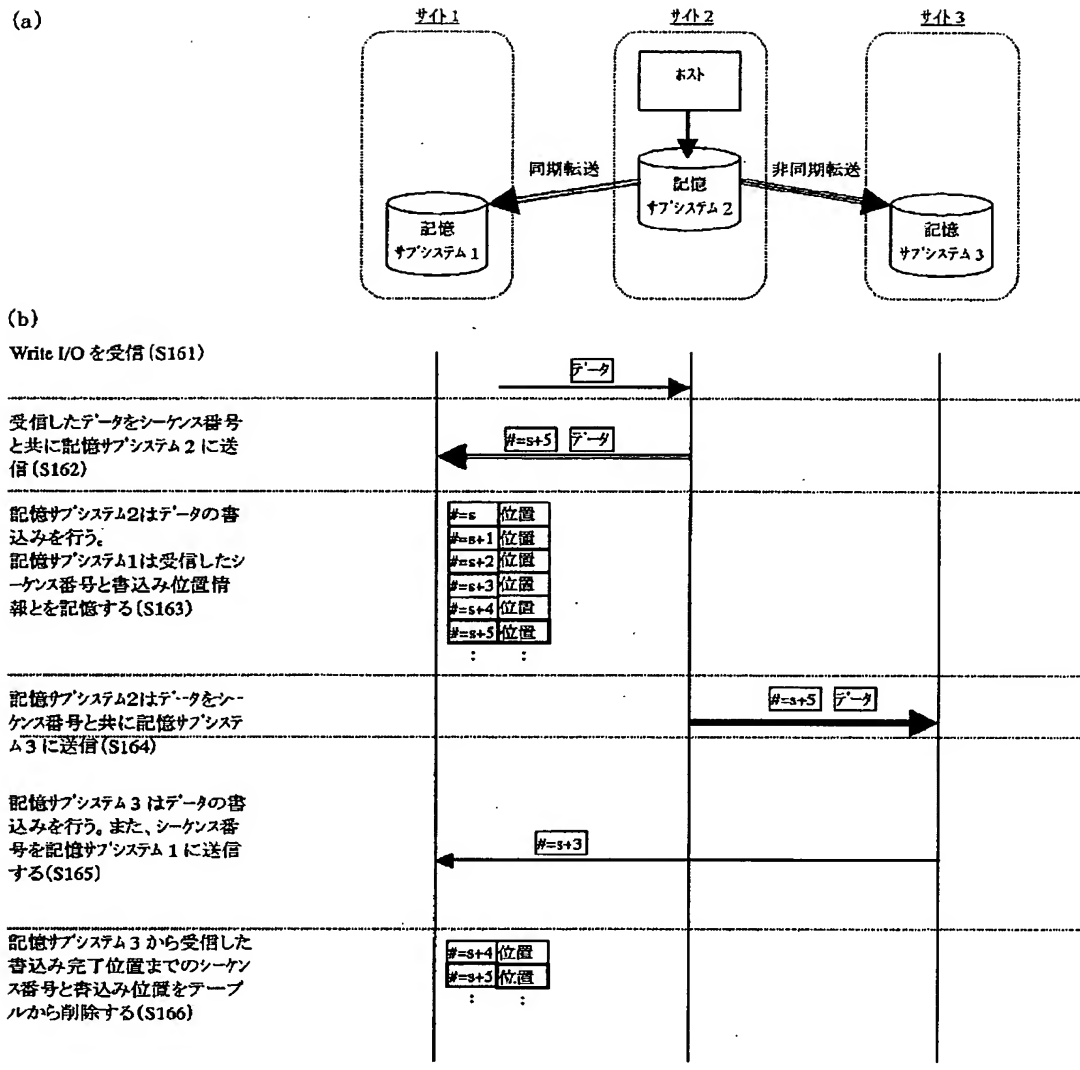 (a)
サイト1
サイト2
サイト3
ホスト
同期転送
非同期転送
記憶
サブシステム2
記憶
サブシステム1
記憶
サブシステム3
(b)
Write I/O を受信(S161)
データ
受信したデータをシーケンス番号
と共に記憶サブシステム2に送
信(S162)
#=s+5 データ
記憶サブシステム2はデータの書
込みを行う。
記憶サブシステム1は受信したシ
ーケンス番号と書込み位置情
報とを記憶する(S163)
#=s 位置
#=s+1 位置
#=s+2 位置
#=s+3 位置
#=s+4 位置
#=s+5 位置
: :
記憶サブシステム2はデータをシー
ケンス番号と共に記憶サブシステ
ム3に送信(S164)
#=s+5 データ
記憶サブシステム3はデータの書
込みを行う。また、シーケンス番
号を記憶サブシステム1に送信
する(S165)
#=s+3
記憶サブシステム3から受信した
書込み完了位置までのシーケン
ス番号と書込み位置をテーブ
ルから削除する(S166)
#=s+4 位置
#=s+5 位置
: :